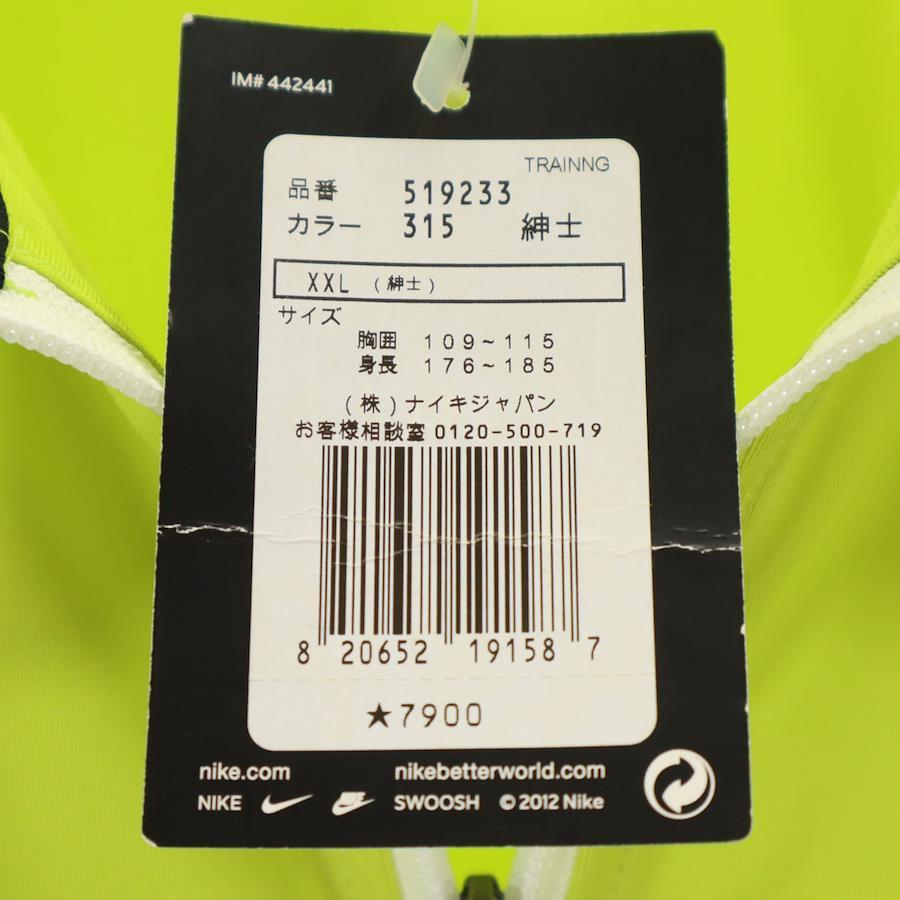 IM# 442441
TRAINNG
品番 519233
カラー 315 紳士
XXL (紳士)
サイズ
胸囲 109~115
身長 176~185
(株)ナイキジャパン
お客様相談室 0120-500-719
8 20652 19158 7
★7900
nike.com nikebetterworld.com
NIKE SWOOSH © 2012 Nike